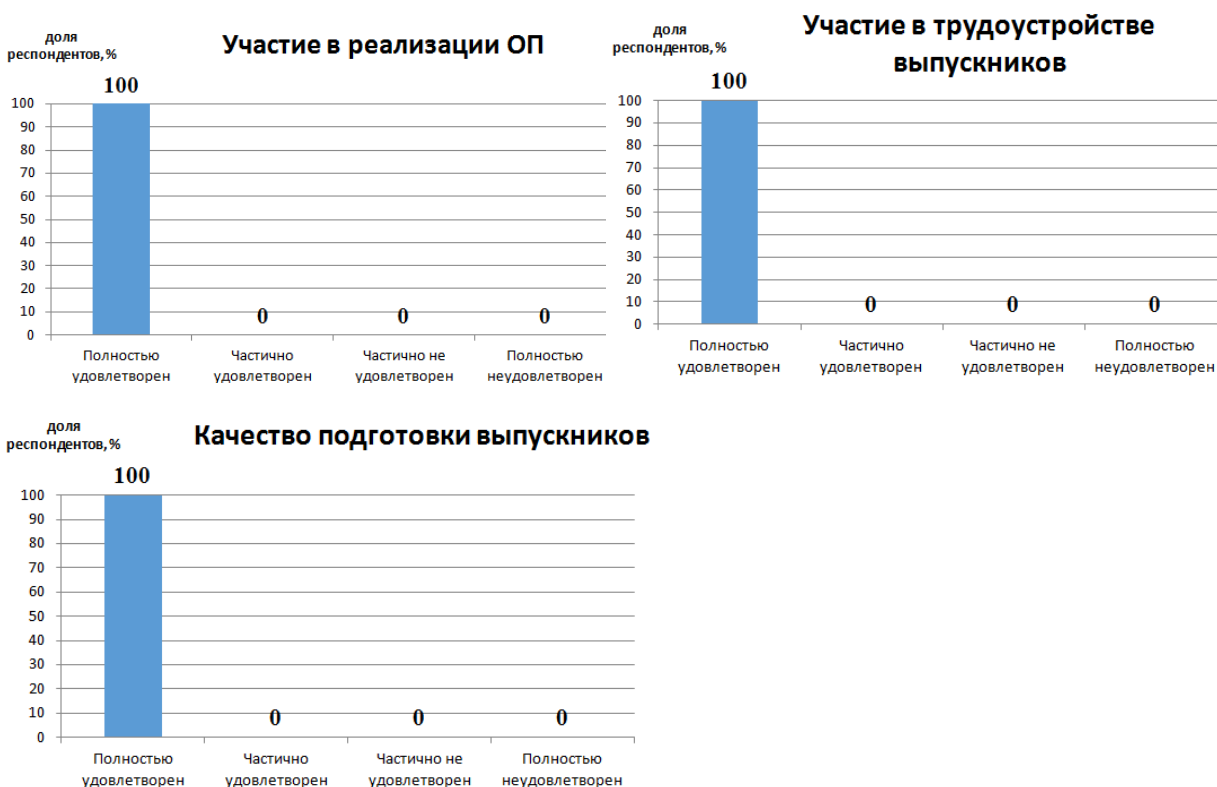 доля
респондентов,%
Участие в реализации ОП
100
100
90
80
70
60
50
40
30
20
10
0
0
0
0
Полностью
удовлетворен
Частично
удовлетворен
Частично не
удовлетворен
Полностью
неудовлетворен
доля
респондентов,%
Участие в трудоустройстве
выпускников
100
100
90
80
70
60
50
40
30
20
10
0
0
0
0
Полностью
удовлетворен
Частично
удовлетворен
Частично не
удовлетворен
Полностью
неудовлетворен
доля
респондентов,%
Качество подготовки выпускников
100
100
90
80
70
60
50
40
30
20
10
0
0
0
0
Полностью
удовлетворен
Частично
удовлетворен
Частично не
удовлетворен
Полностью
неудовлетворен